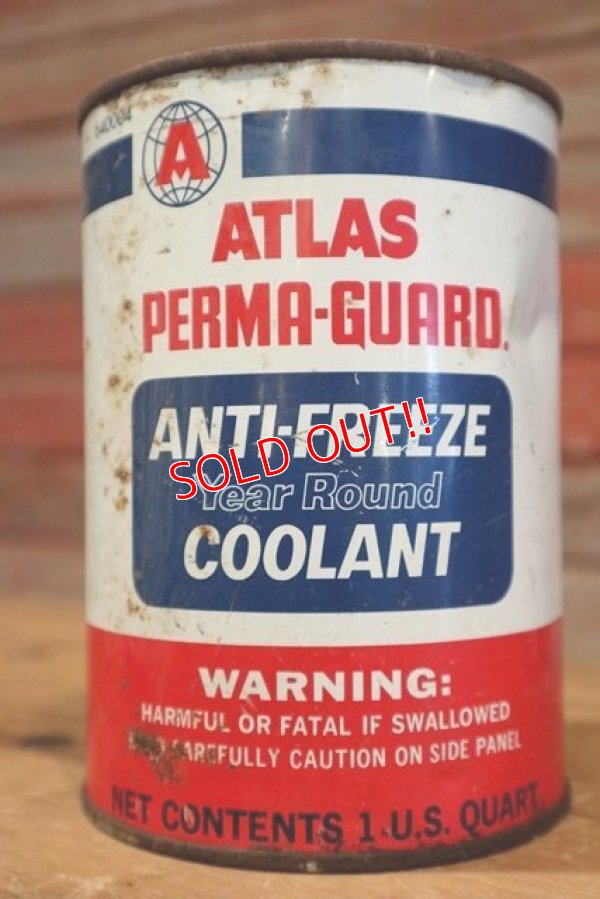 A
ATLAS
PERMA-GUARD.
ANTI-FREEZE
SOLD OUT!!
Year Round
COOLANT
WARNING:
HARMFUL OR FATAL IF SWALLOWED
CAREFULLY CAUTION ON SIDE PANEL
NET CONTENTS 1 U.S. QUART